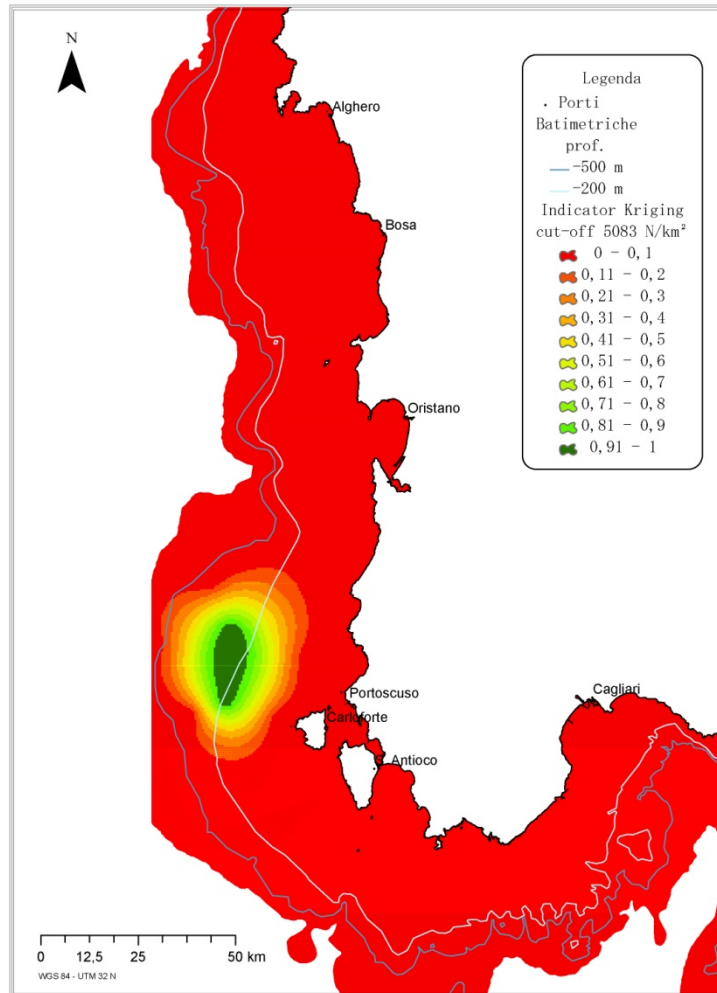 N
Alghero
Bosa
Oristano
Portoscuso
Carloforte
S. Antioco
Cagliari
Legenda
Porti
Batimetriche
prof.
-500 m
-200 m
Indicator Kriging
cut-off 5083 N/km²
0 - 0,1
0,11 - 0,2
0,21 - 0,3
0,31 - 0,4
0,41 - 0,5
0,51 - 0,6
0,61 - 0,7
0,71 - 0,8
0,81 - 0,9
0,91 - 1
0 12,5 25 50 km
WGS 84 - UTM 32 N